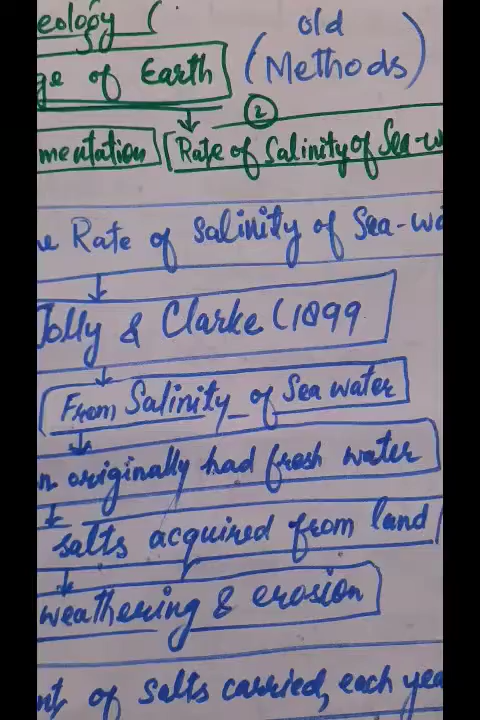 eology (
old
ge of Earth
(Methods)
2
mentation
Rate of Salinity of Sea-w
e Rate of Salinity of Sea-wa
Jolly & Clarke (1899
From Salinity of Sea water
n originally had fresh water
salts acquired from land
weathering & erosion
nt of salts carried, each yea